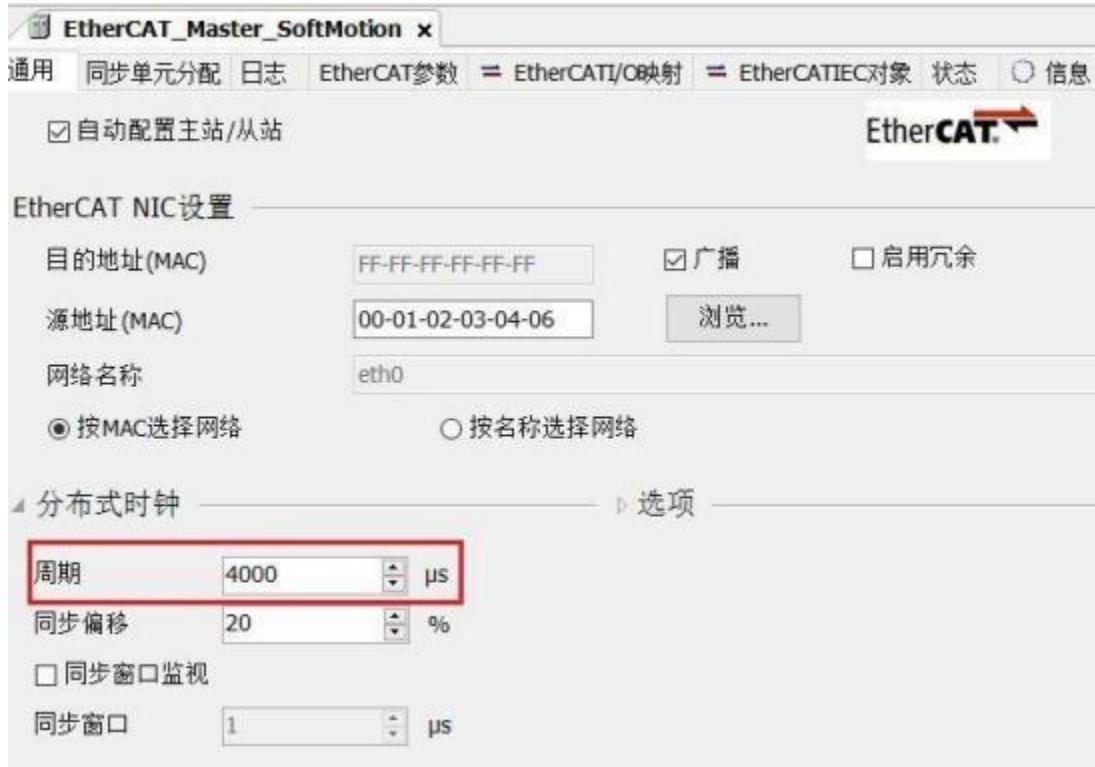 EtherCAT_Master_SoftMotion x
通用 同步单元分配 日志 EtherCAT参数 EtherCATI/O映射 EtherCATIEC对象 状态 信息
自动配置主站/从站
EtherCAT.
EtherCAT NIC设置
目的地址(MAC) FF-FF-FF-FF-FF-FF 广播 启用冗余
源地址(MAC) 00-01-02-03-04-06 浏览...
网络名称 eth0
按MAC选择网络 按名称选择网络
分布式时钟 选项
周期 4000 μs
同步偏移 20 %
同步窗口监视
同步窗口 1 μs